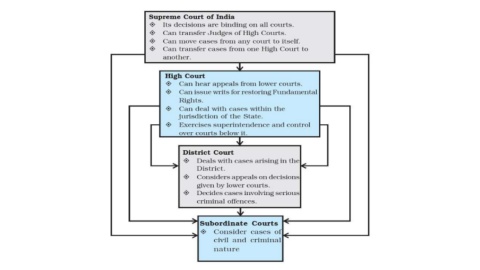 Supreme Court of India
❖ Its decisions are binding on all courts.
❖ Can transfer Judges of High Courts.
❖ Can move cases from any court to itself.
❖ Can transfer cases from one High Court to
another.
High Court
❖ Can hear appeals from lower courts.
❖ Can issue writs for restoring Fundamental
Rights.
❖ Can deal with cases within the
jurisdiction of the State.
❖ Exercises superintendence and control
over courts below it.
District Court
❖ Deals with cases arising in the
District.
❖ Considers appeals on decisions
given by lower courts.
❖ Decides cases involving serious
criminal offences.
Subordinate Courts
❖ Consider cases of
civil and criminal
nature